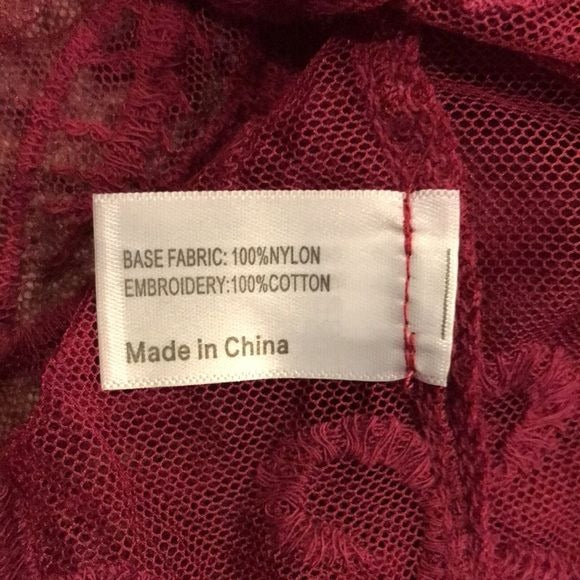 BASE FABRIC: 100%NYLON
EMBROIDERY:100%COTTON
Made in China